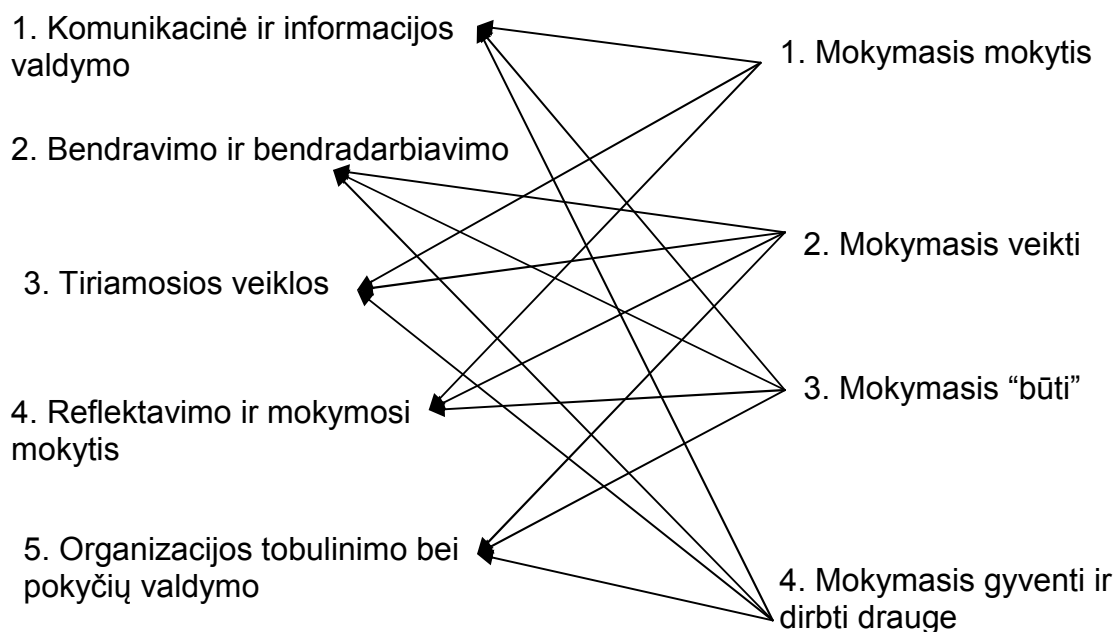 1. Komunikacinė ir informacijos
valdymo
2. Bendravimo ir bendradarbiavimo
3. Tiriamosios veiklos
4. Reflektavimo ir mokymosi
mokytis
5. Organizacijos tobulinimo bei
pokyčių valdymo
1. Mokymasis mokytis
2. Mokymasis veikti
3. Mokymasis “būti”
4. Mokymasis gyventi ir
dirbti drauge